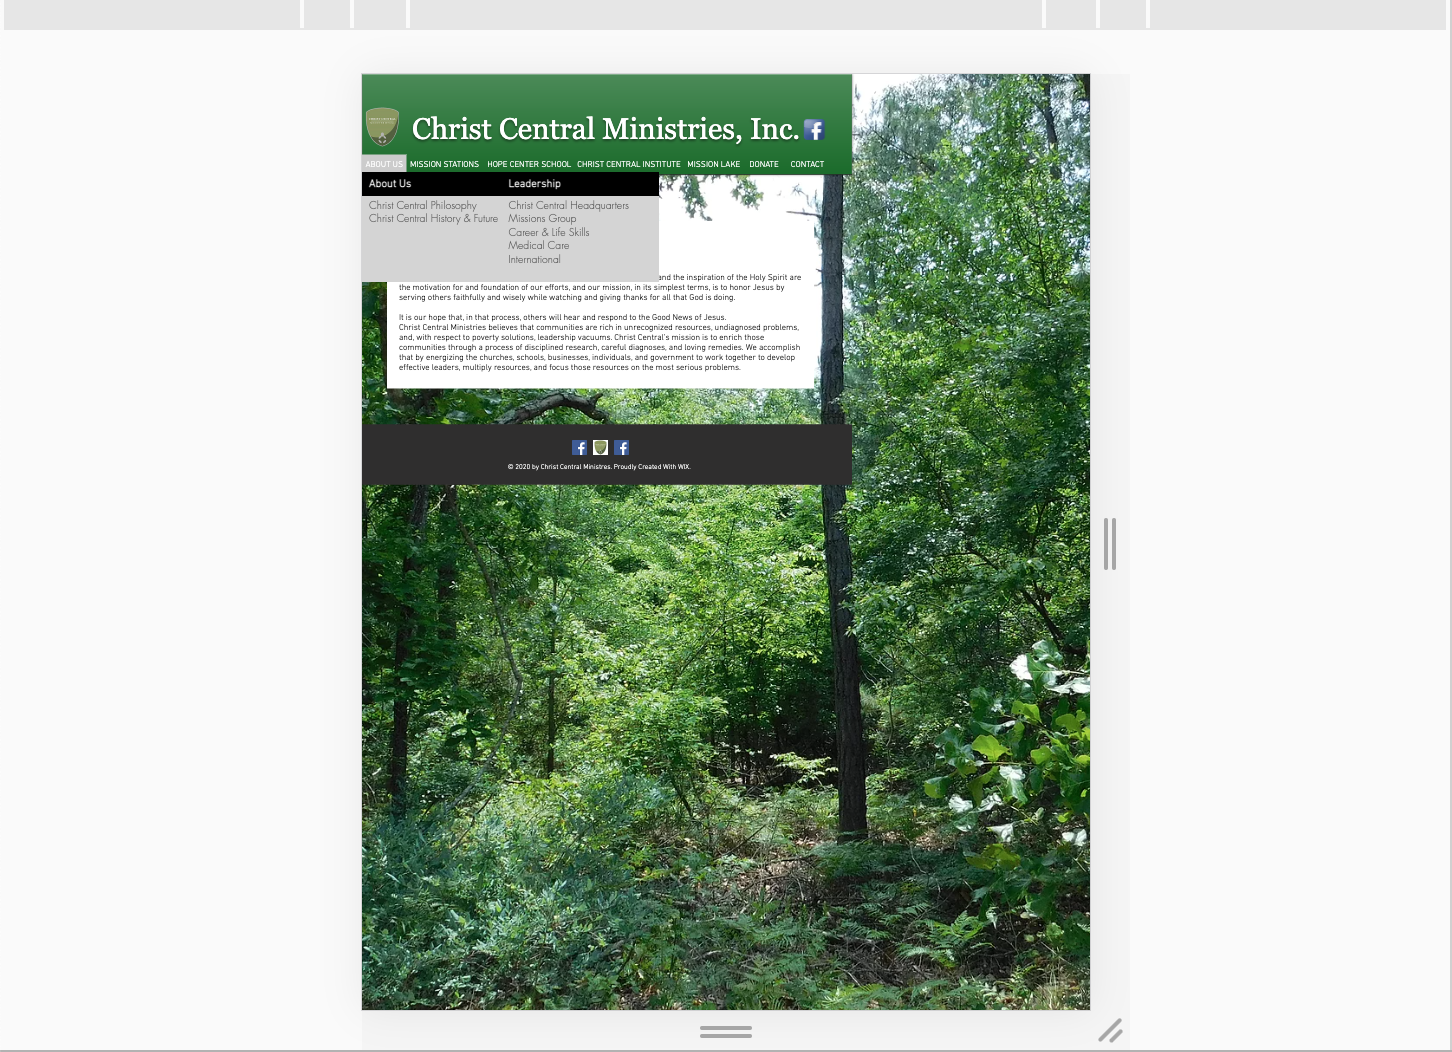 Christ Central Ministries, Inc.
ABOUT US MISSION STATIONS HOPE CENTER SCHOOL CHRIST CENTRAL INSTITUTE MISSION LAKE DONATE CONTACT
About Us
Leadership
Christ Central Philosophy
Christ Central History & Future
Christ Central Headquarters
Missions Group
Career & Life Skills
Medical Care
International
and the inspiration of the Holy Spirit are
the motivation for and foundation of our efforts, and our mission, in its simplest terms, is to honor Jesus by
serving others faithfully and wisely while watching and giving thanks for all that God is doing.
It is our hope that, in that process, others will hear and respond to the Good News of Jesus.
Christ Central Ministries believes that communities are rich in unrecognized resources, undiagnosed problems,
and, with respect to poverty solutions, leadership vacuums. Christ Central's mission is to enrich those
communities through a process of disciplined research, careful diagnoses, and loving remedies. We accomplish
that by energizing the churches, schools, businesses, individuals, and government to work together to develop
effective leaders, multiply resources, and focus those resources on the most serious problems.
© 2020 by Christ Central Ministres. Proudly Created With WIX.